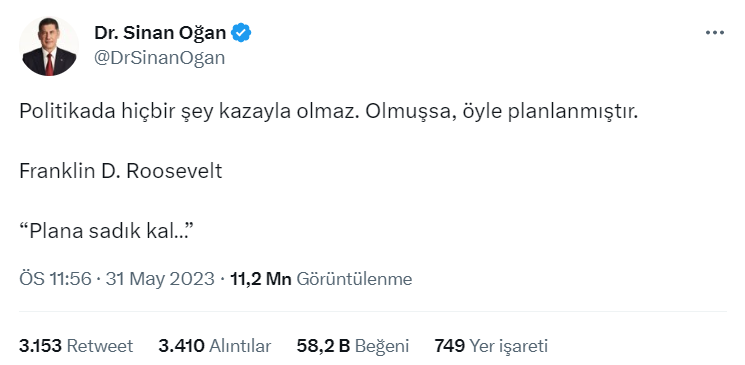 Dr. Sinan Oğan
@DrSinanOgan
Politikada hiçbir şey kazayla olmaz. Olmuşsa, öyle planlanmıştır.
Franklin D. Roosevelt
“Plana sadık kal...”
ÖS 11:56 · 31 May 2023 · 11,2 Mn Görüntülenme
3.153 Retweet 3.410 Alıntılar 58,2 B Beğeni 749 Yer işareti